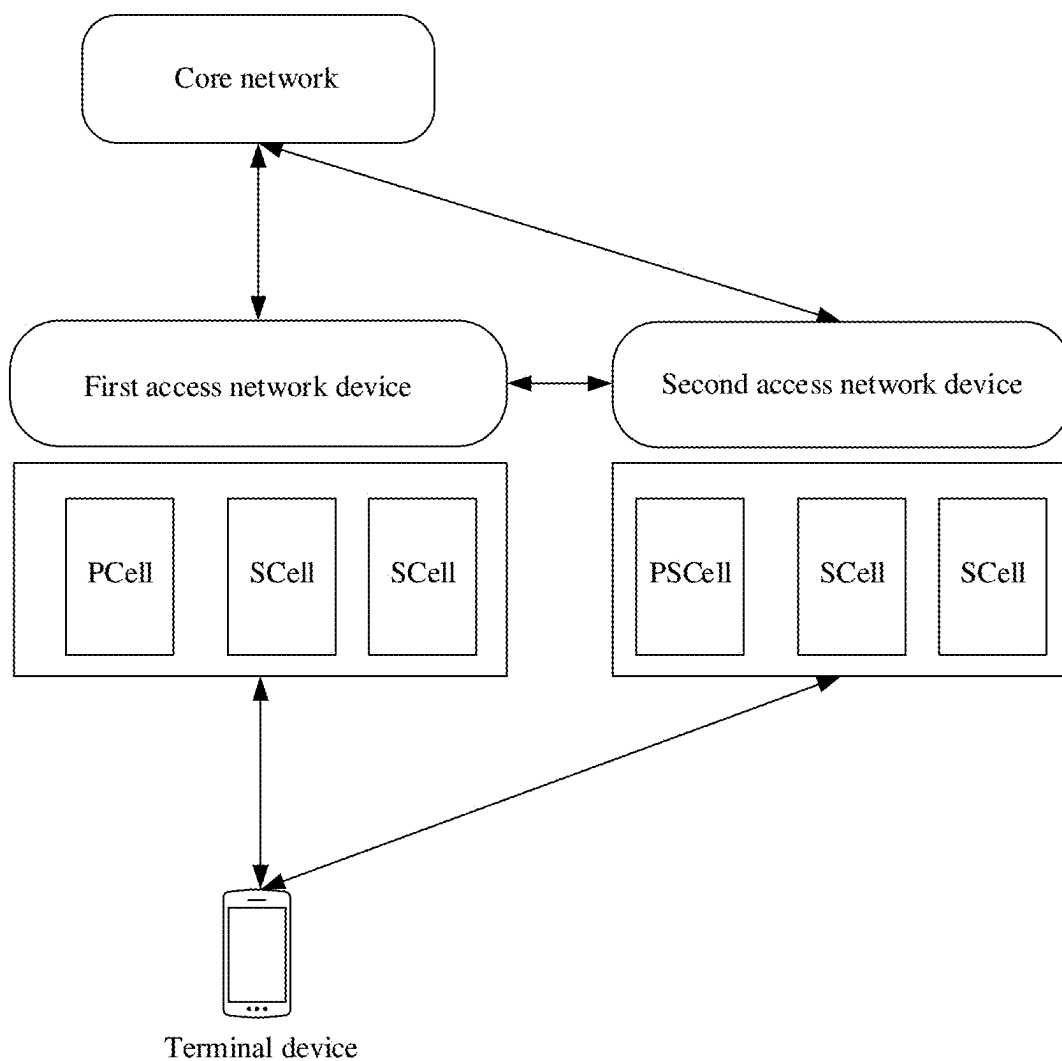 Core network
First access network device
Second access network device
PCell
SCell
SCell
PSCell
SCell
SCell
Terminal device